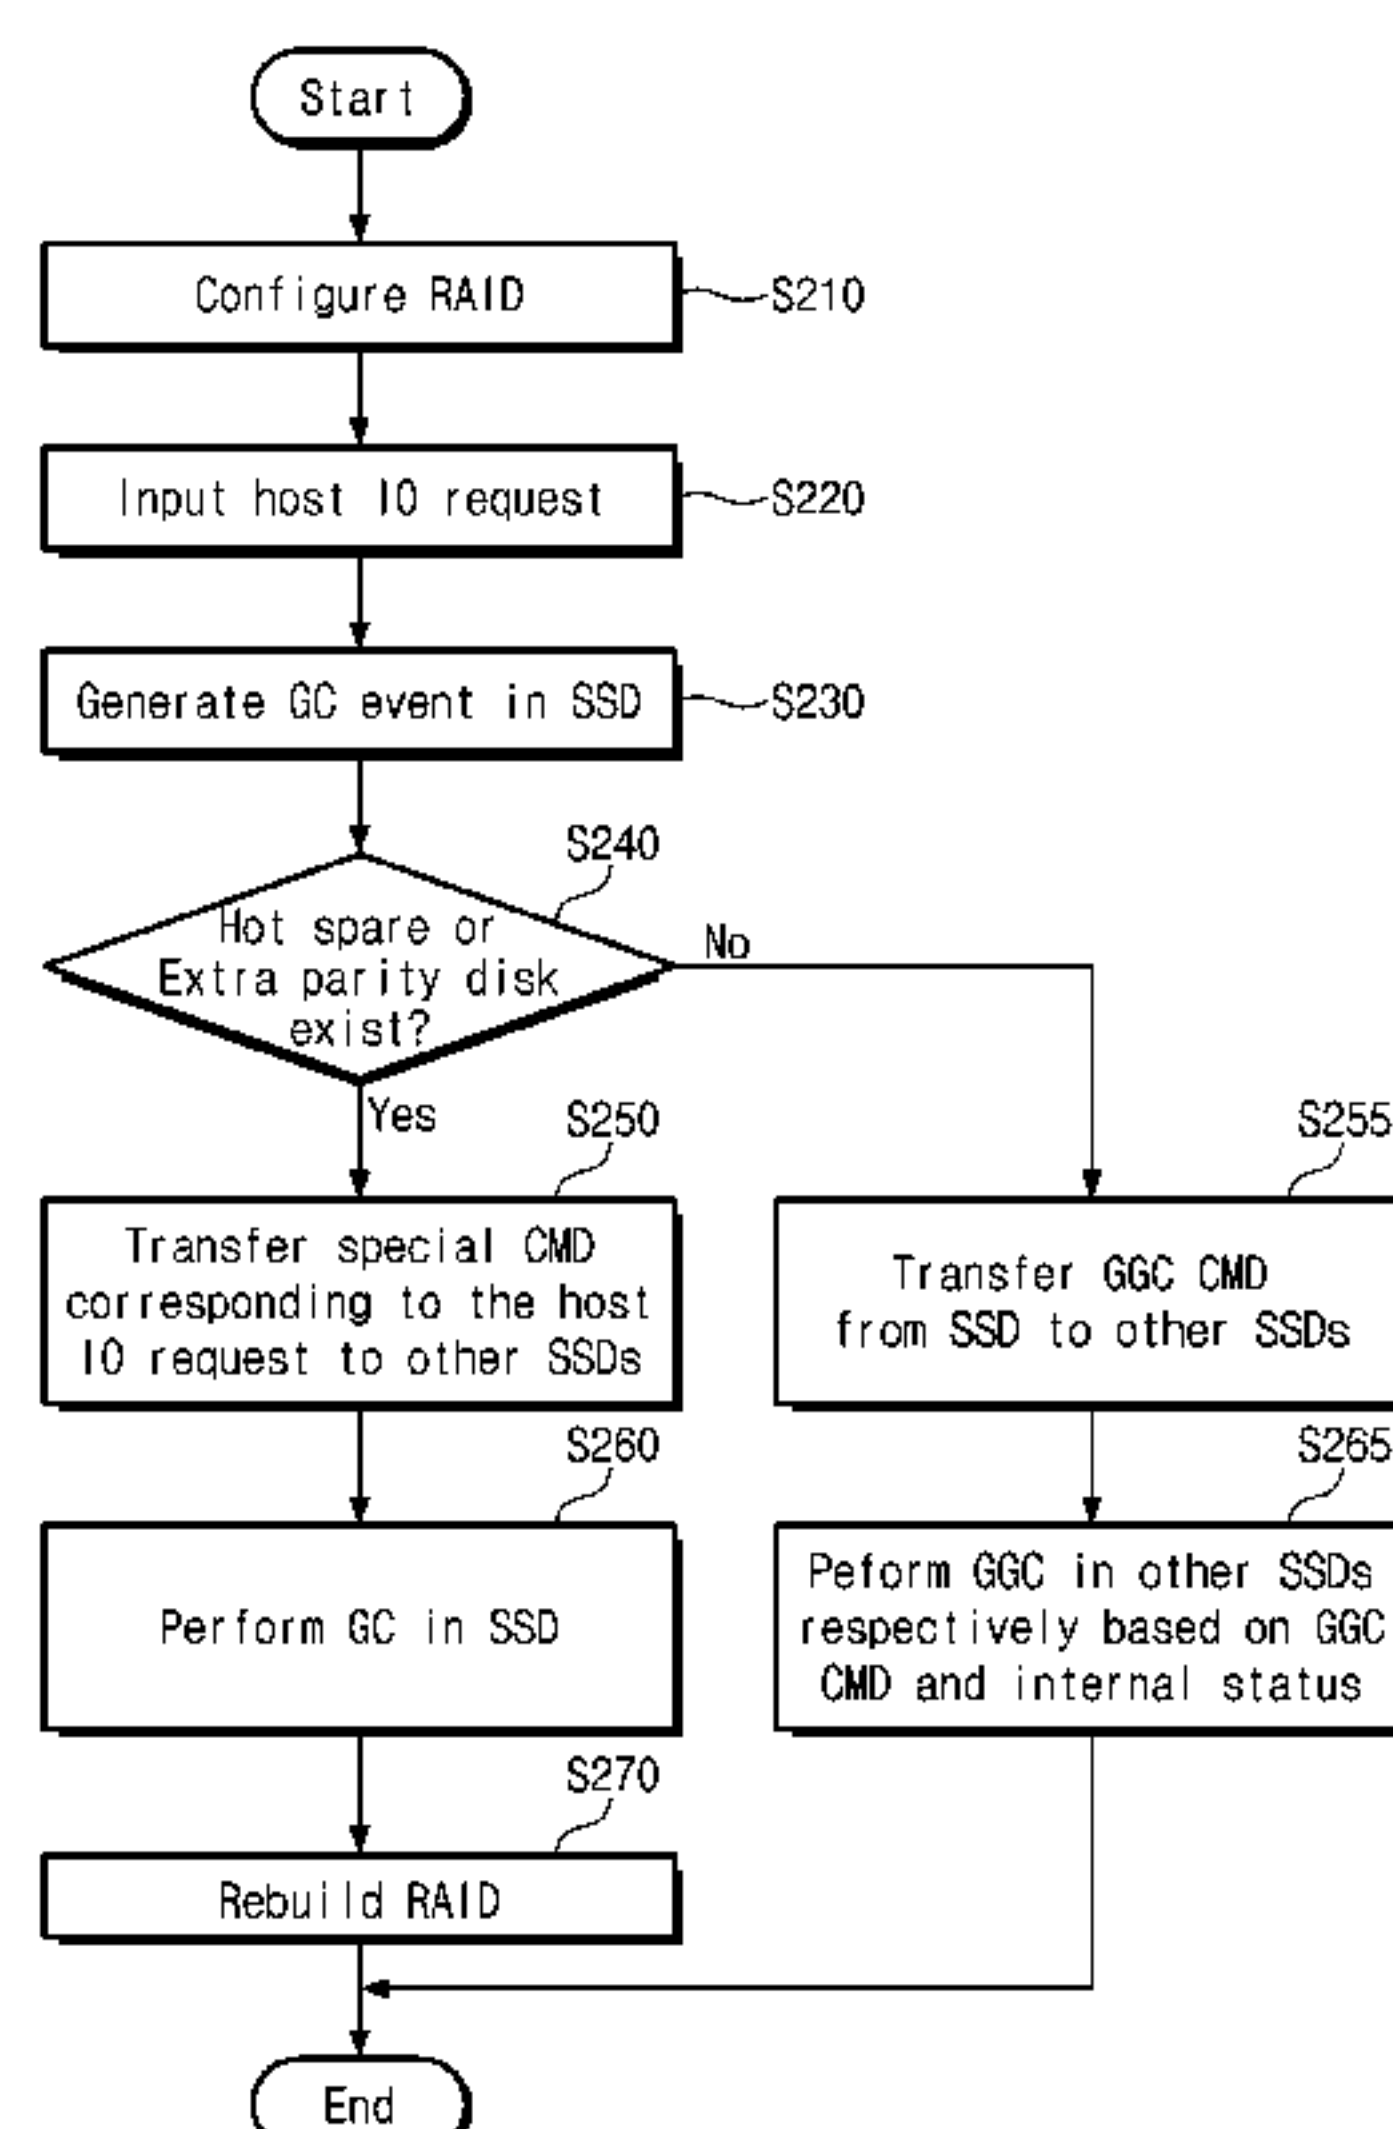 Start
Configure RAID
S210
Input host IO request
S220
Generate GC event in SSD
S230
S240
Hot spare or
Extra parity disk
exist?
No
Yes
S250
Transfer special CMD
corresponding to the host
IO request to other SSDs
S255
Transfer GGC CMD
from SSD to other SSDs
S260
Perform GC in SSD
S265
Peform GGC in other SSDs
respectively based on GGC
CMD and internal status
S270
Rebuild RAID
End